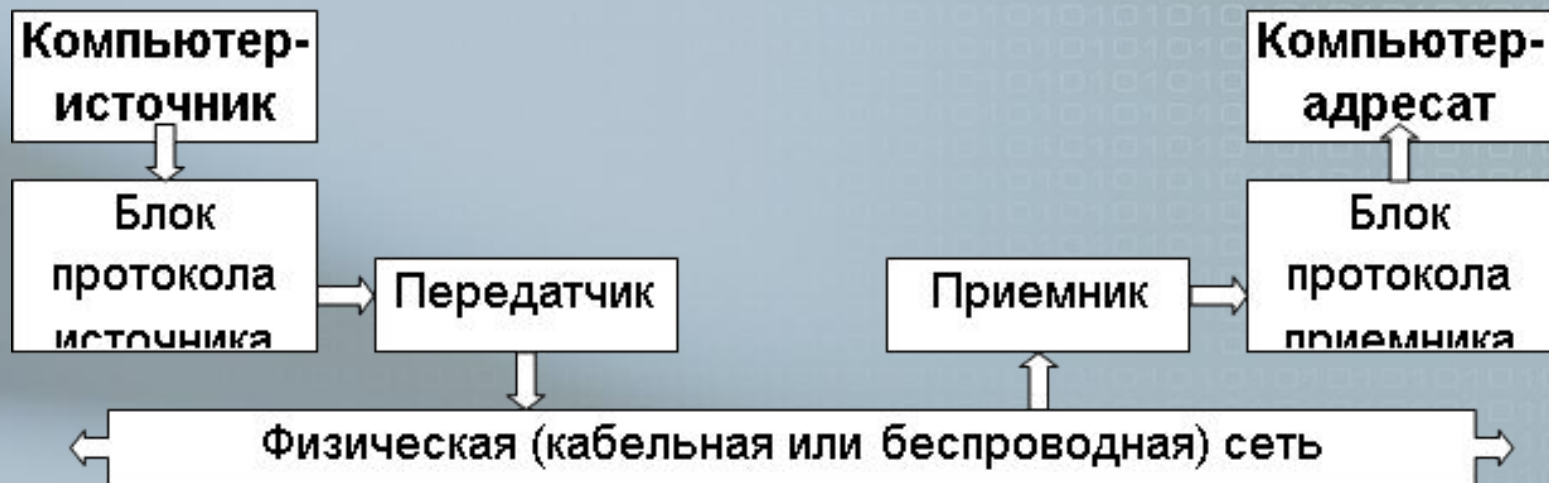 Компьютер-
источник
Блок
протокола
источника
Передатчик
Приемник
Компьютер-
адресат
Блок
протокола
приемника
Физическая (кабельная или беспроводная) сеть